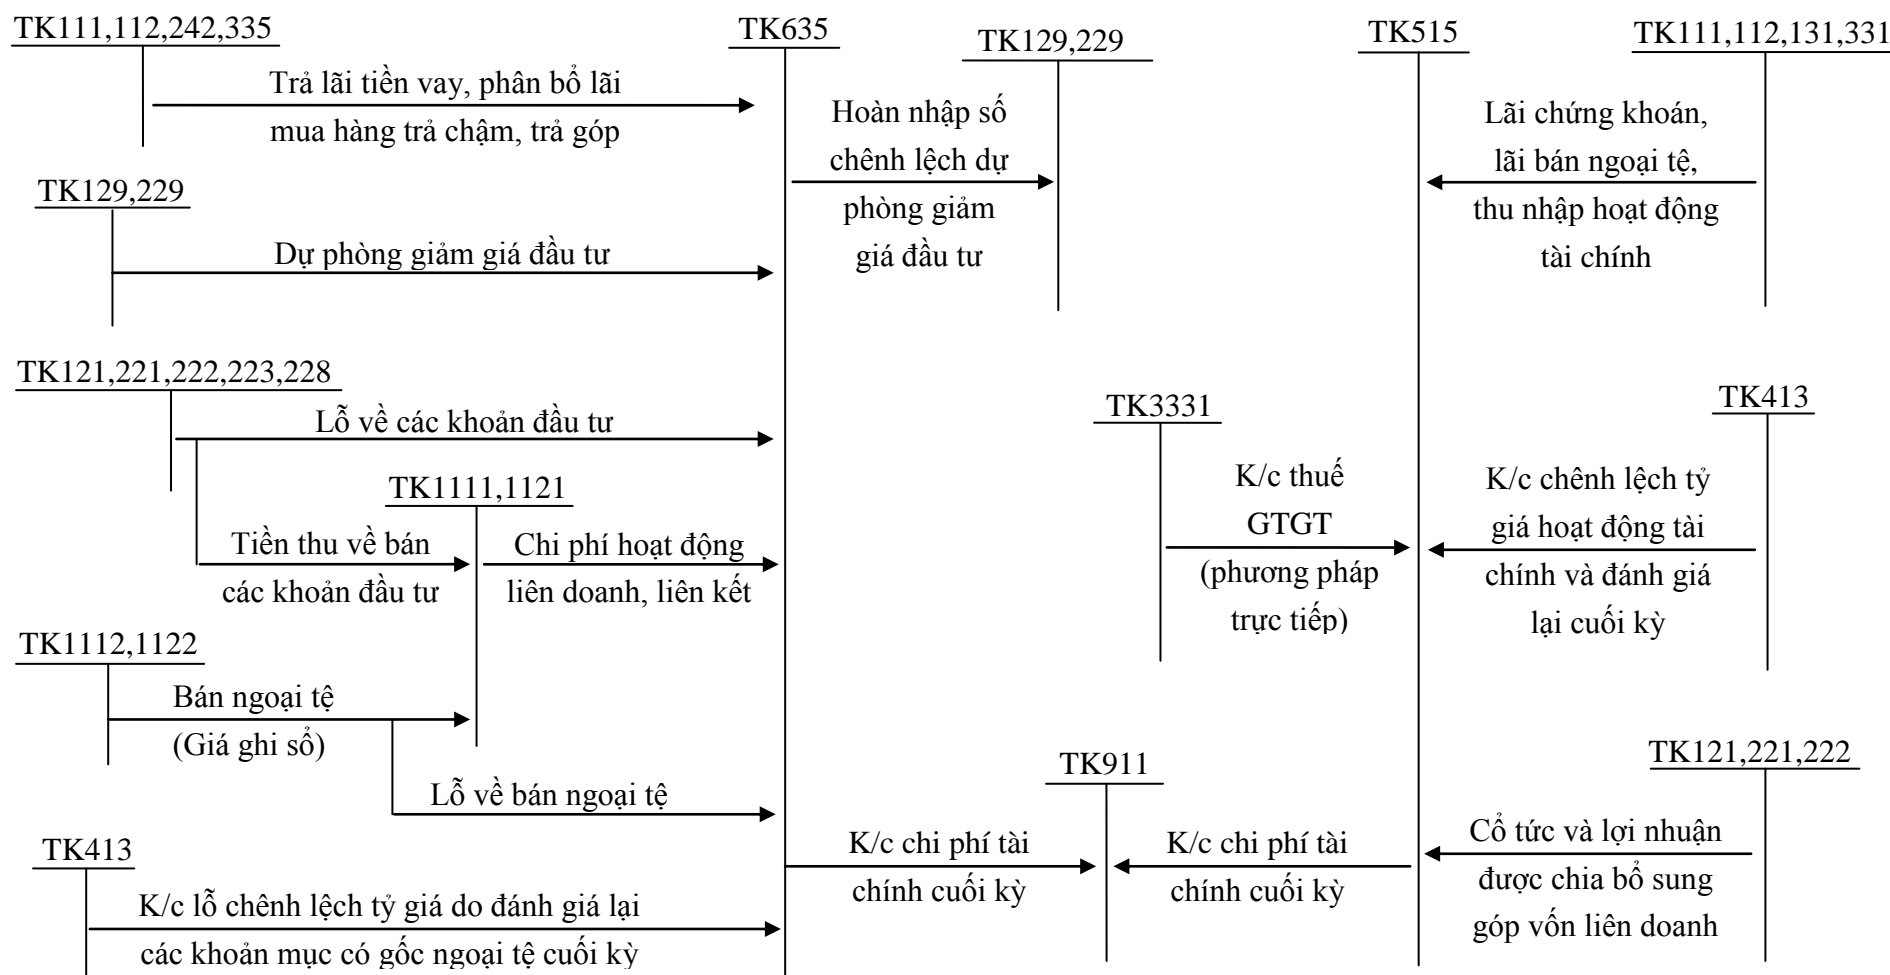 TK111,112,242,335
Trả lãi tiền vay, phân bổ lãi
mua hàng trả chậm, trả góp
TK129,229
Dự phòng giảm giá đầu tư
TK121,221,222,223,228
Lỗ về các khoản đầu tư
TK1111,1121
Tiền thu về bán
các khoản đầu tư
Chi phí hoạt động
liên doanh, liên kết
TK1112,1122
Bán ngoại tệ
(Giá ghi sổ)
Lỗ về bán ngoại tệ
TK413
K/c lỗ chênh lệch tỷ giá do đánh giá lại
các khoản mục có gốc ngoại tệ cuối kỳ
TK635
TK129,229
Hoàn nhập số
chênh lệch dự
phòng giảm
giá đầu tư
TK911
K/c chi phí tài
chính cuối kỳ
K/c chi phí tài
chính cuối kỳ
TK515
TK3331
K/c thuế
GTGT
(phương pháp
trực tiếp)
TK111,112,131,331
Lãi chứng khoán,
lãi bán ngoại tệ,
thu nhập hoạt động
tài chính
TK413
K/c chênh lệch tỷ
giá hoạt động tài
chính và đánh giá
lại cuối kỳ
TK121,221,222
Cổ tức và lợi nhuận
được chia bổ sung
góp vốn liên doanh